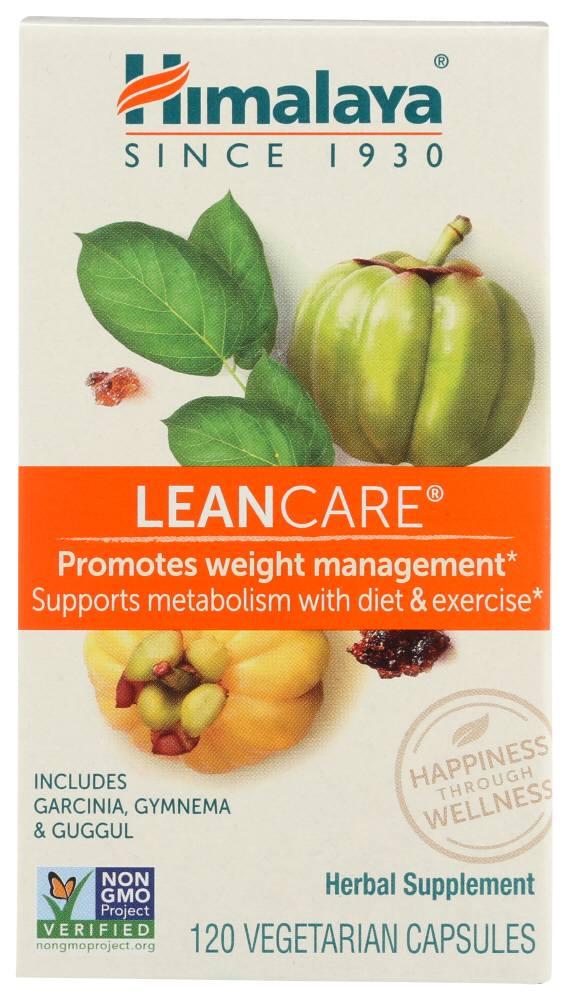 Himalaya®
SINCE 1930
LEANCARE®
Promotes weight management*
Supports metabolism with diet & exercise*
INCLUDES
GARCINIA, GYMNEMA
& GUGGUL
HAPPINESS
THROUGH
WELLNESS
NON
GMO
Project
VERIFIED
nongmoproject.org
Herbal Supplement
120 VEGETARIAN CAPSULES